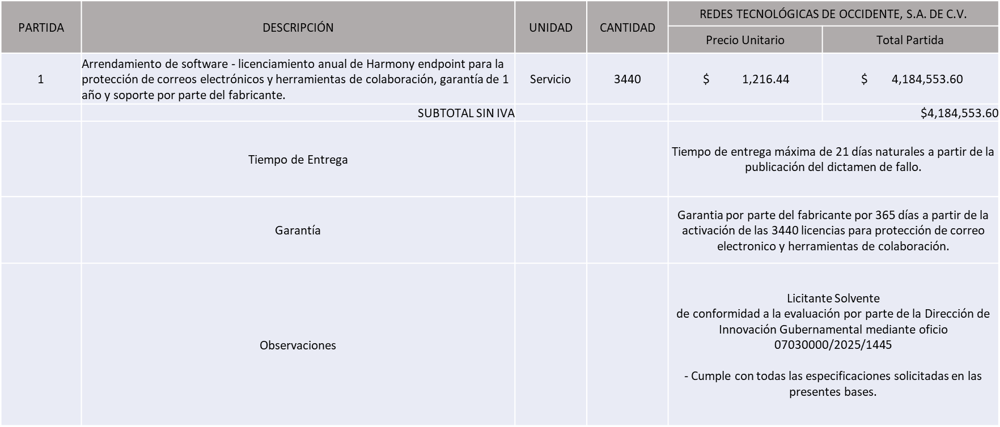 PARTIDA
DESCRIPCIÓN
UNIDAD
CANTIDAD
REDES TECNOLÓGICAS DE OCCIDENTE, S.A. DE C.V.
Precio Unitario
Total Partida
1
Arrendamiento de software - licenciamiento anual de Harmony endpoint para la
protección de correos electrónicos y herramientas de colaboración, garantía de 1
año y soporte por parte del fabricante.
Servicio
3440
$ 1,216.44
$ 4,184,553.60
SUBTOTAL SIN IVA
$4,184,553.60
Tiempo de Entrega
Tiempo de entrega máxima de 21 días naturales a partir de la
publicación del dictamen de fallo.
Garantía
Garantia por parte del fabricante por 365 días a partir de la
activación de las 3440 licencias para protección de correo
electronico y herramientas de colaboración.
Observaciones
Licitante Solvente
de conformidad a la evaluación por parte de la Dirección de
Innovación Gubernamental mediante oficio
07030000/2025/1445
- Cumple con todas las especificaciones solicitadas en las
presentes bases.